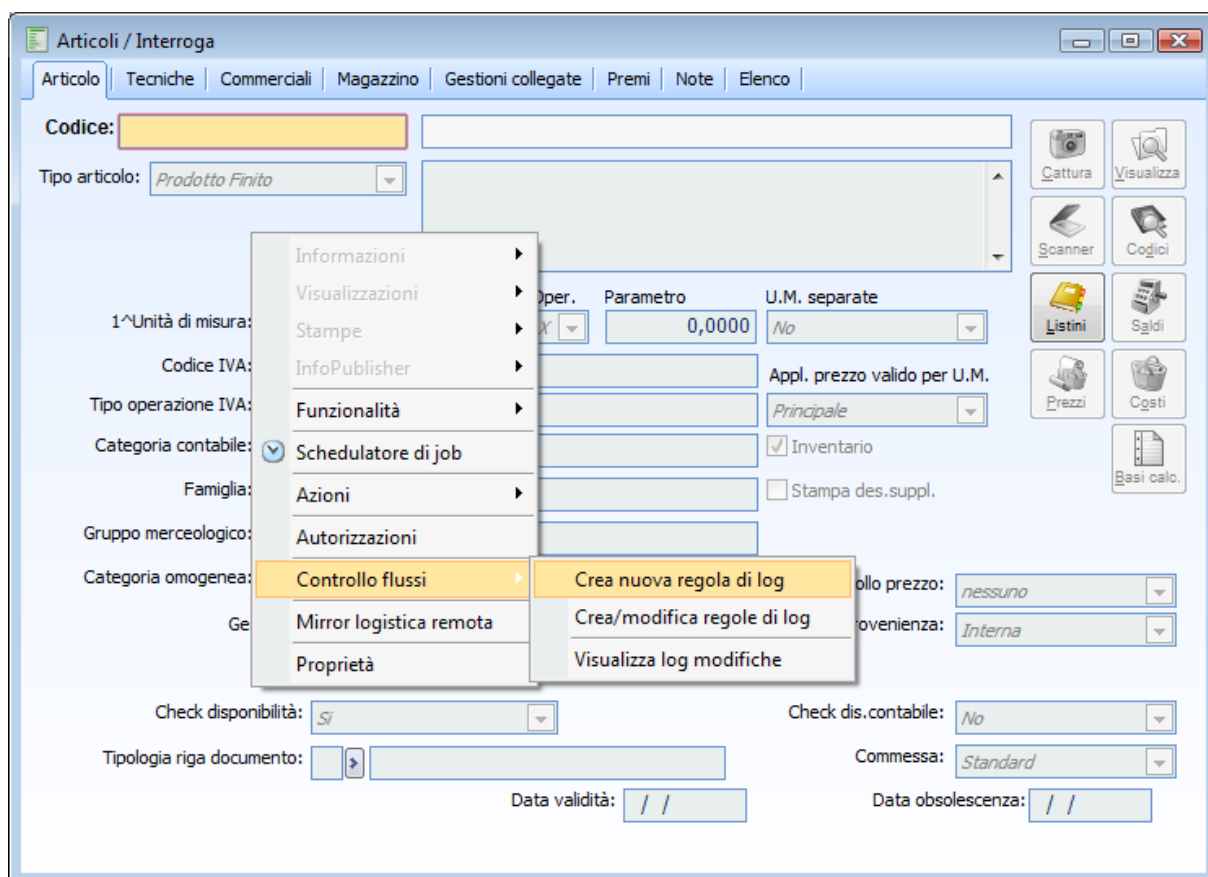 Articoli / Interroga
Articolo Tecniche Commerciali Magazzino Gestioni collegate Premi Note Elenco
Codice:
Tipo articolo: Prodotto Finito
Cattura Visualizza
Scanner Codici
Listini Saldi
Prezzi Costi
Basi calc.
Informazioni
Visualizzazioni
Stampe
InfoPublisher
Funzionalità
Schedulatore di job
Azioni
Autorizzazioni
Controllo flussi
Mirror logistica remota
Proprietà
Crea nuova regola di log
Crea/modifica regole di log
Visualizza log modifiche
Oper. Parametro U.M. separate
1^Unità di misura: X 0,0000 No
Codice IVA: Appl. prezzo valido per U.M.
Tipo operazione IVA: Principale
Categoria contabile: Inventario
Famiglia: Stampa des.suppl.
Gruppo merceologico:
Categoria omogenea: ollo prezzo: nessuno
Ge rovenienza: Interna
Check disponibilità: Si Check dis.contabile: No
Tipologia riga documento: Commessa: Standard
Data validità: / / Data obsolescenza: / /